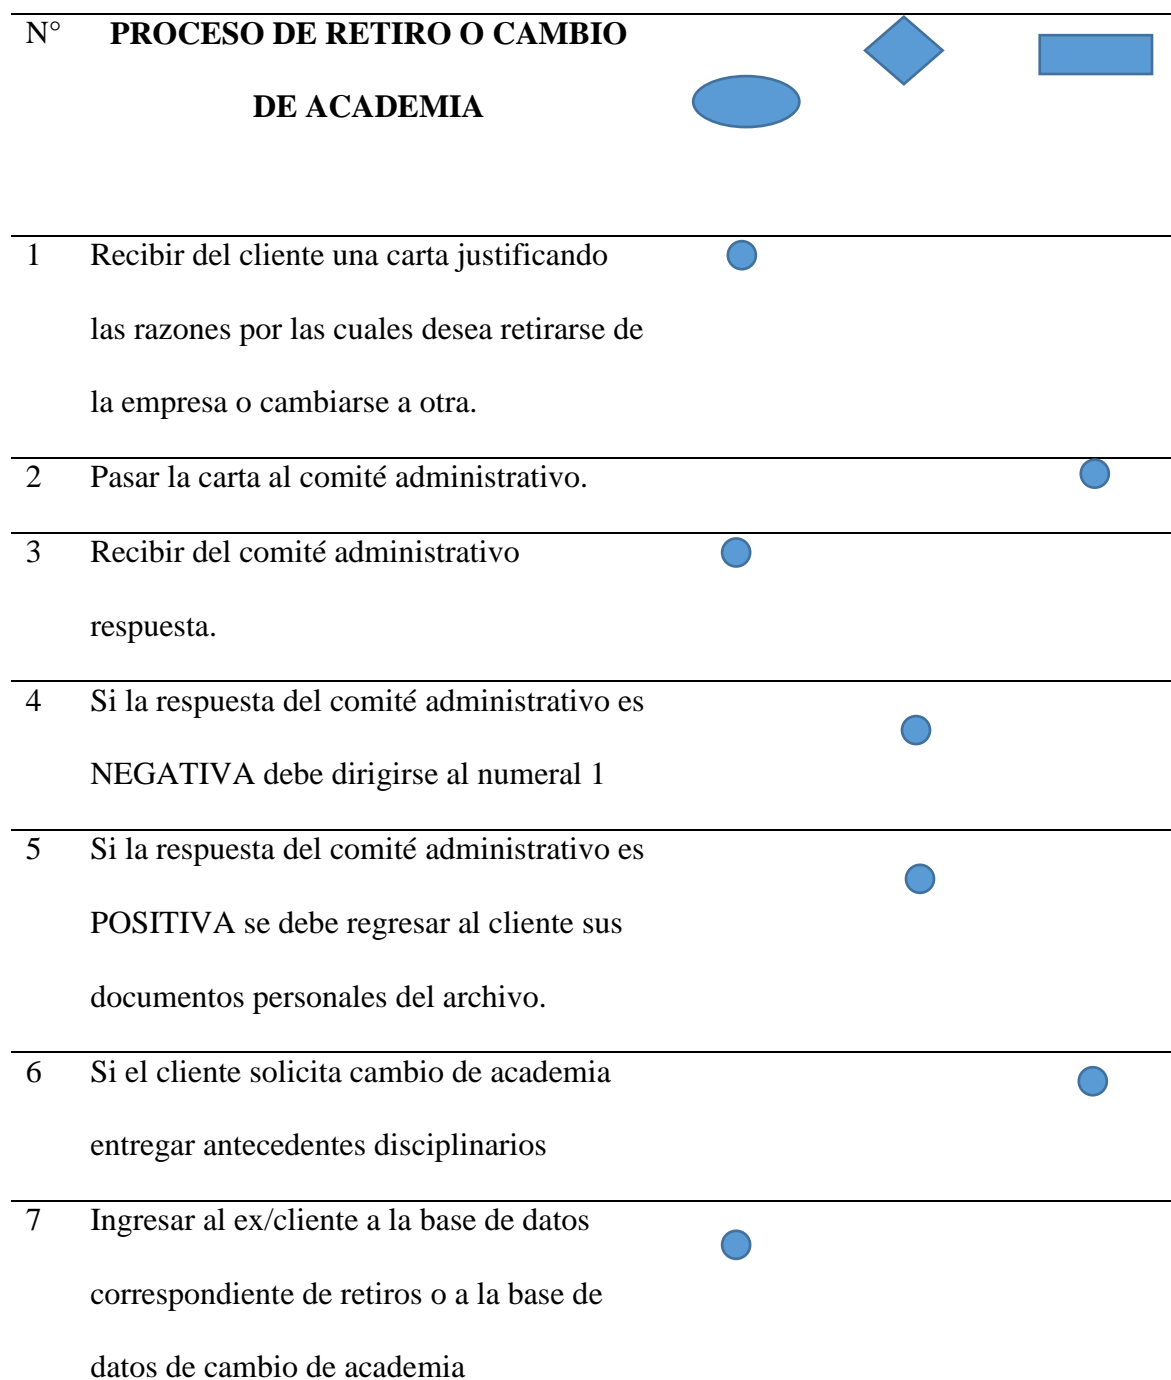 N° PROCESO DE RETIRO O CAMBIO
DE ACADEMIA
1 Recibir del cliente una carta justificando
las razones por las cuales desea retirarse de
la empresa o cambiarse a otra.
2 Pasar la carta al comité administrativo.
3 Recibir del comité administrativo
respuesta.
4 Si la respuesta del comité administrativo es
NEGATIVA debe dirigirse al numeral 1
5 Si la respuesta del comité administrativo es
POSITIVA se debe regresar al cliente sus
documentos personales del archivo.
6 Si el cliente solicita cambio de academia
entregar antecedentes disciplinarios
7 Ingresar al ex/cliente a la base de datos
correspondiente de retiros o a la base de
datos de cambio de academia